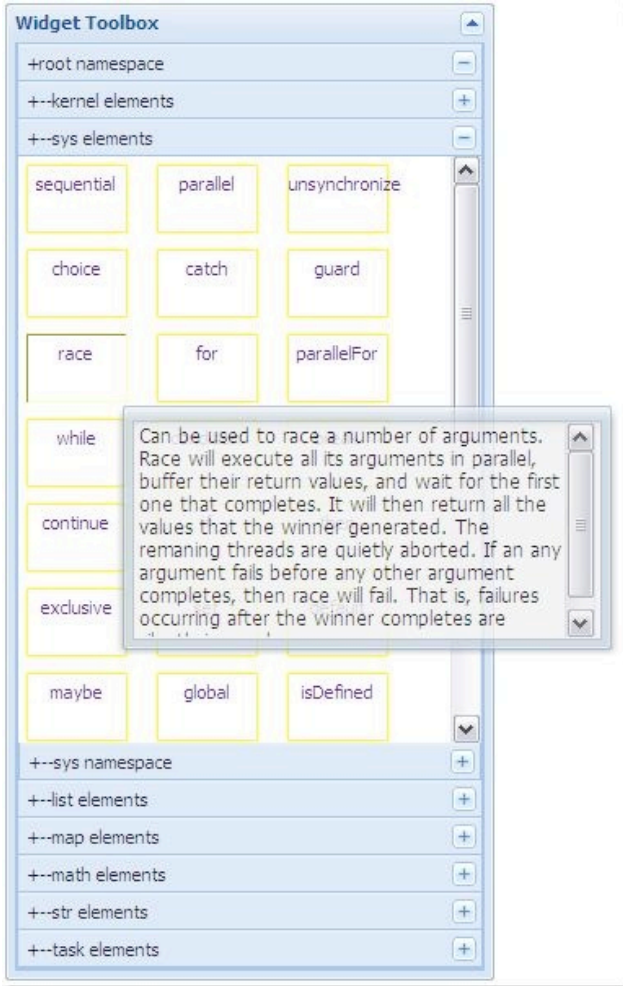 Widget Toolbox
+root namespace
+--kernel elements
+--sys elements
sequential parallel unsynchronize
choice catch guard
race for parallelFor
while
continue
exclusive
Can be used to race a number of arguments.
Race will execute all its arguments in parallel,
buffer their return values, and wait for the first
one that completes. It will then return all the
values that the winner generated. The
remaning threads are quietly aborted. If an any
argument fails before any other argument
completes, then race will fail. That is, failures
occurring after the winner completes are
maybe global isDefined
+--sys namespace
+--list elements
+--map elements
+--math elements
+--str elements
+--task elements